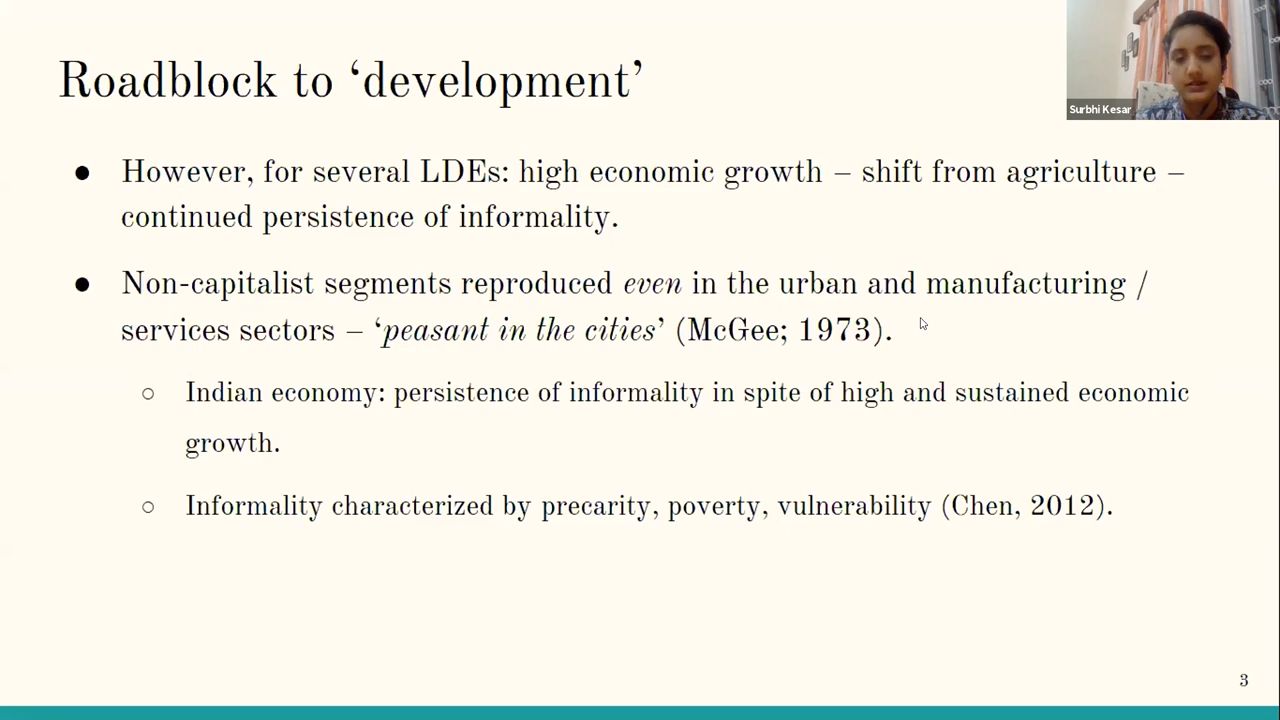 Roadblock to ‘development’
Surbhi Kesar
● However, for several LDEs: high economic growth – shift from agriculture –
continued persistence of informality.
● Non-capitalist segments reproduced even in the urban and manufacturing /
services sectors – ‘peasant in the cities’ (McGee; 1973).
○ Indian economy: persistence of informality in spite of high and sustained economic
growth.
○ Informality characterized by precarity, poverty, vulnerability (Chen, 2012).
3